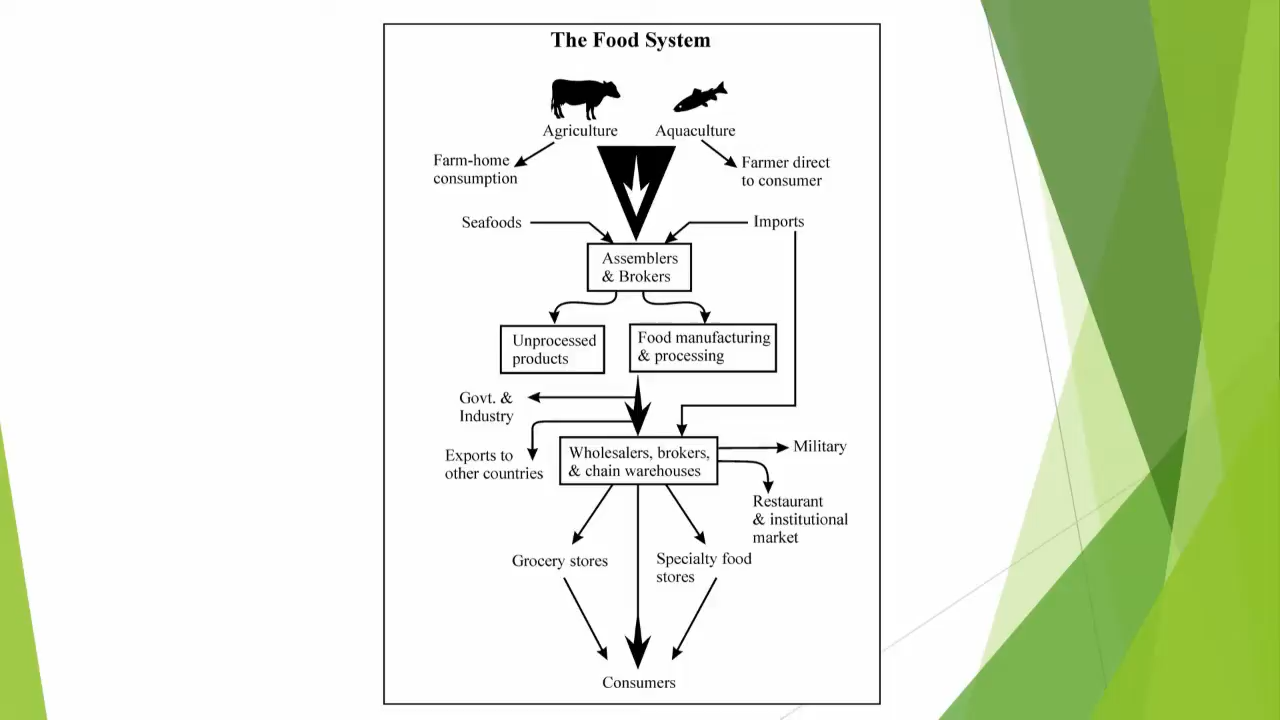 The Food System
Agriculture
Aquaculture
Farm-home
consumption
Farmer direct
to consumer
Seafoods
Imports
Assemblers
& Brokers
Unprocessed
products
Food manufacturing
& processing
Govt. &
Industry
Exports to
other countries
Wholesalers, brokers,
& chain warehouses
Military
Restaurant
& institutional
market
Grocery stores
Specialty food
stores
Consumers